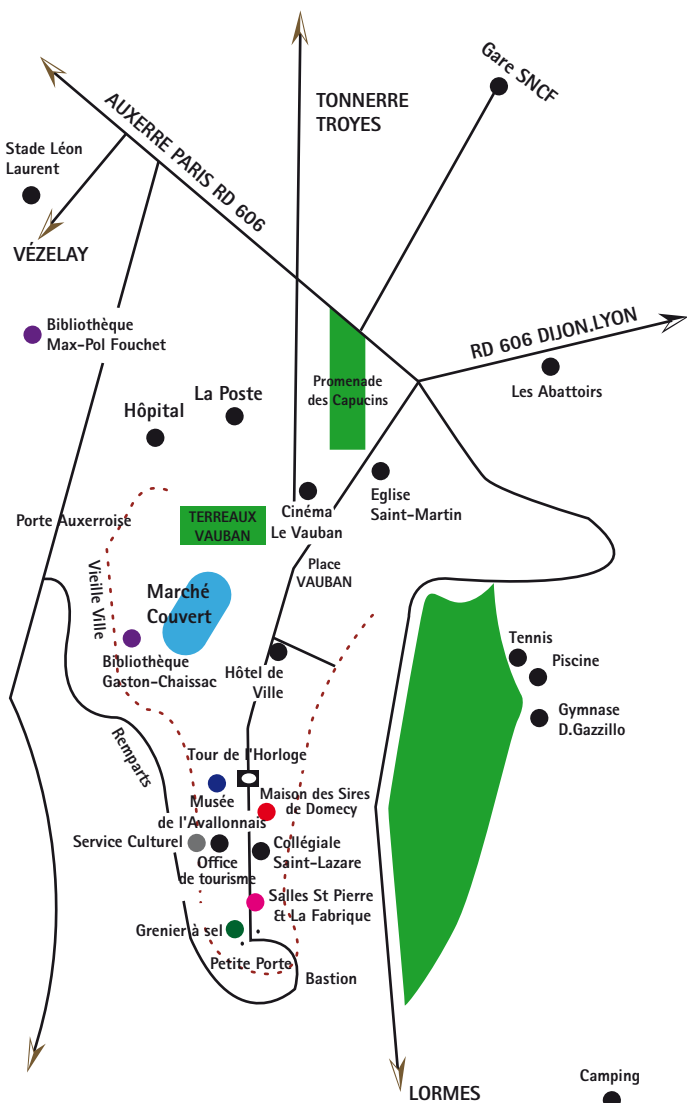 Gare SNCF
TONNERRE
TROYES
AUXERRE PARIS RD 606
Stade Léon
Laurent
VÉZELAY
RD 606 DIJON.LYON
Bibliothèque
Max-Pol Fouchet
Promenade
des Capucins
Les Abattoirs
La Poste
Hôpital
Eglise
Saint-Martin
Cinéma
Le Vauban
TERREAUX
VAUBAN
Porte Auxerroise
Place
VAUBAN
Vieille Ville
Marché
Couvert
Bibliothèque
Gaston-Chaissac
Hôtel de
Ville
Tennis
Piscine
Gymnase
D.Gazzillo
Remparts
Tour de l'Horloge
Musée
de l'Avallonnais
Maison des Sires
de Domecy
Service Culturel
Office
de tourisme
Collégiale
Saint-Lazare
Salles St Pierre
& La Fabrique
Grenier à sel
Petite Porte
Bastion
LORMES
Camping